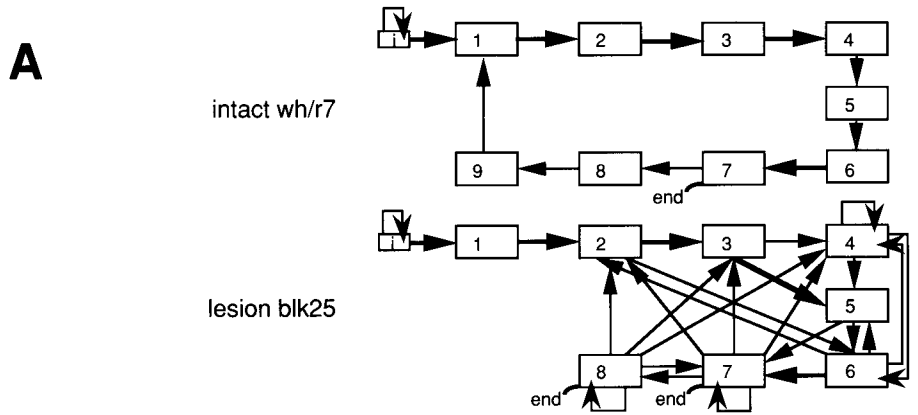 A
i 1 2 3 4
intact wh/r7
5
9 8 7 6
end
i 1 2 3 4
lesion blk25
5
8 7 6
end end